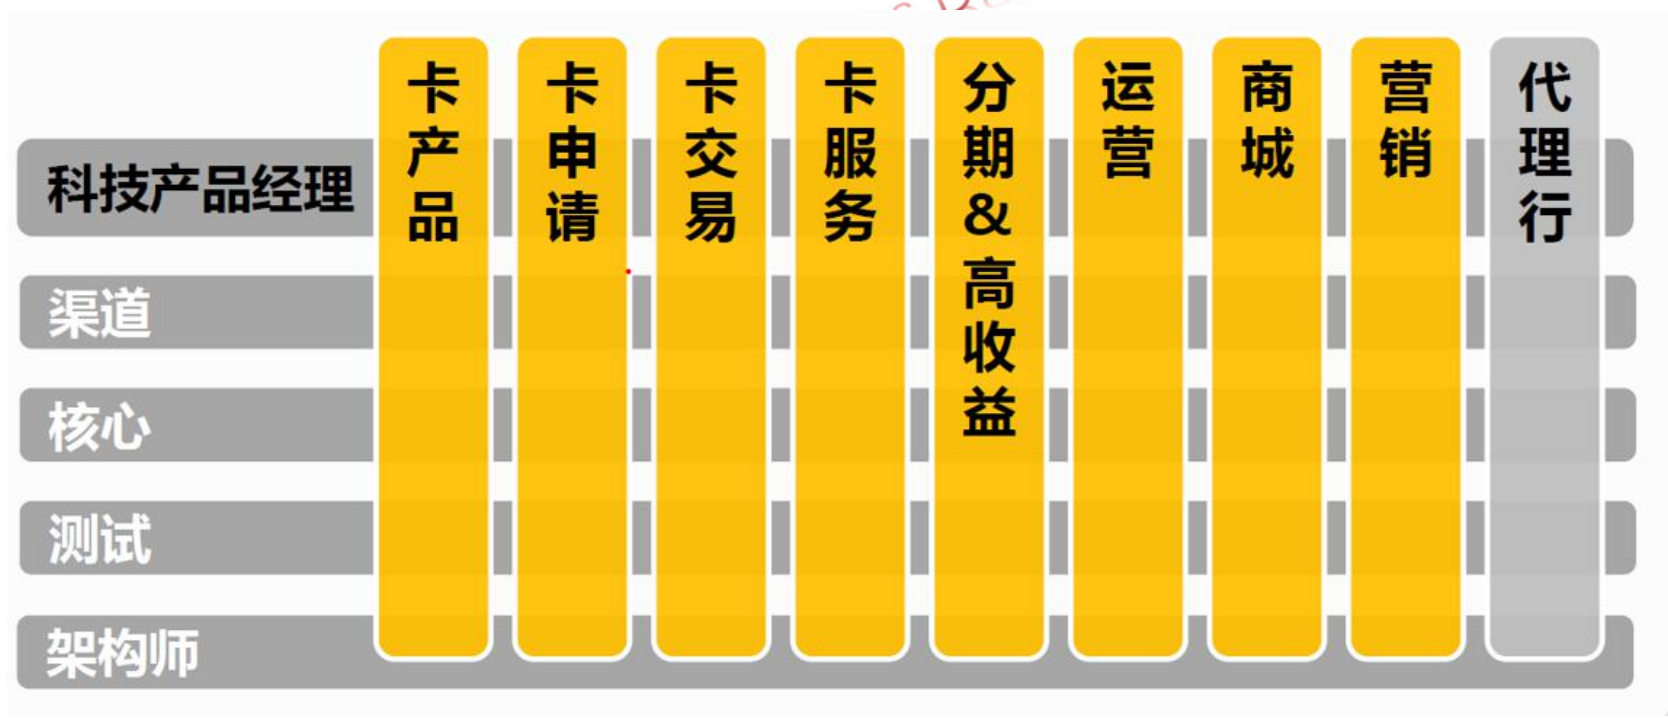 卡产品
卡申请
卡交易
卡服务
分期&高收益
运营
商城
营销
代理行
科技产品经理
渠道
核心
测试
架构师